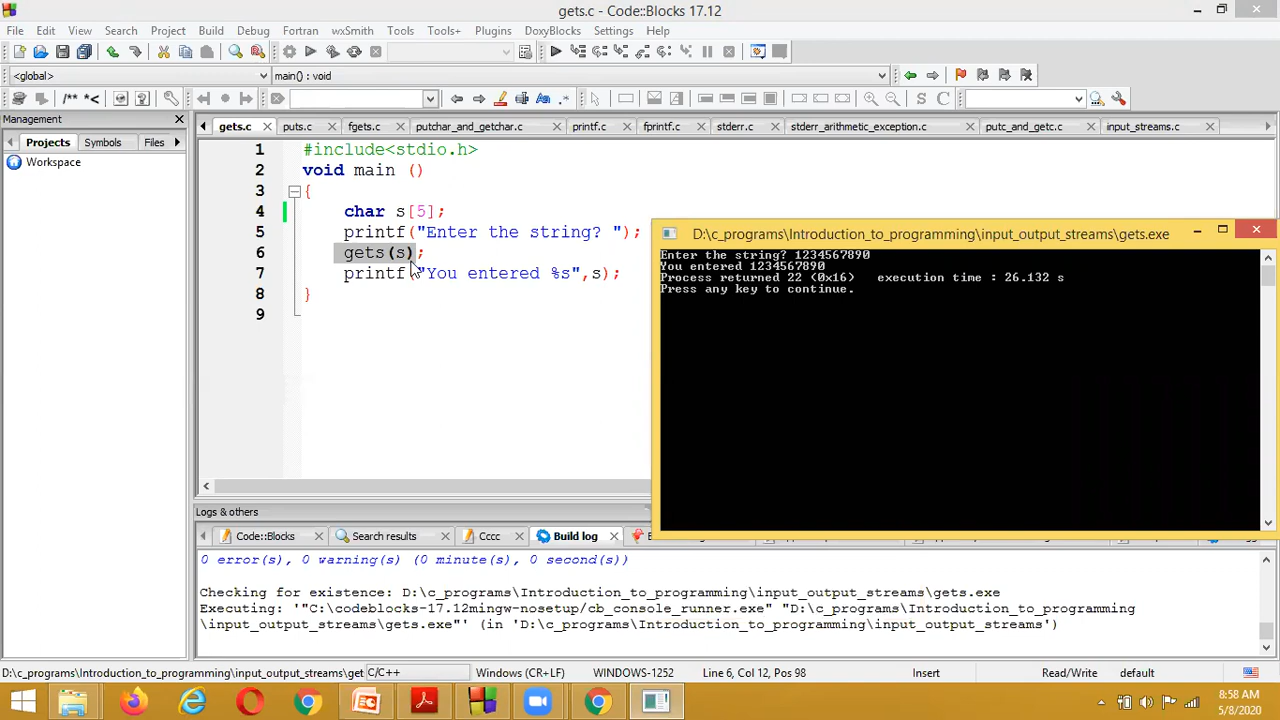 gets.c - Code::Blocks 17.12
File Edit View Search Project Build Debug Fortran wxSmith Tools Tools+ Plugins DoxyBlocks Settings Help
<global> main() : void
/** *<
S C
Management
Projects Symbols Files
Workspace
gets.c puts.c fgets.c putchar_and_getchar.c printf.c fprintf.c stderr.c stderr_arithmetic_exception.c putc_and_getc.c input_streams.c
1 #include<stdio.h>
2 void main ()
3 {
4 char s[5];
5 printf("Enter the string? ");
6 gets(s);
7 printf("You entered %s",s);
8 }
9
D:\c_programs\Introduction_to_programming\input_output_streams\gets.exe
Enter the string? 1234567890
You entered 1234567890
Process returned 22 (0x16) execution time : 26.132 s
Press any key to continue.
Logs & others
Code::Blocks Search results Cccc Build log
0 error(s), 0 warning(s) (0 minute(s), 0 second(s))
Checking for existence: D:\c_programs\Introduction_to_programming\input_output_streams\gets.exe
Executing: '"C:\codeblocks-17.12mingw-nosetup/cb_console_runner.exe" "D:\c_programs\Introduction_to_programming
\input_output_streams\gets.exe"' (in 'D:\c_programs\Introduction_to_programming\input_output_streams')
D:\c_programs\Introduction_to_programming\input_output_streams\get C/C++ Windows (CR+LF) WINDOWS-1252 Line 6, Col 12, Pos 98 Insert Read/Write default
8:58 AM
5/8/2020